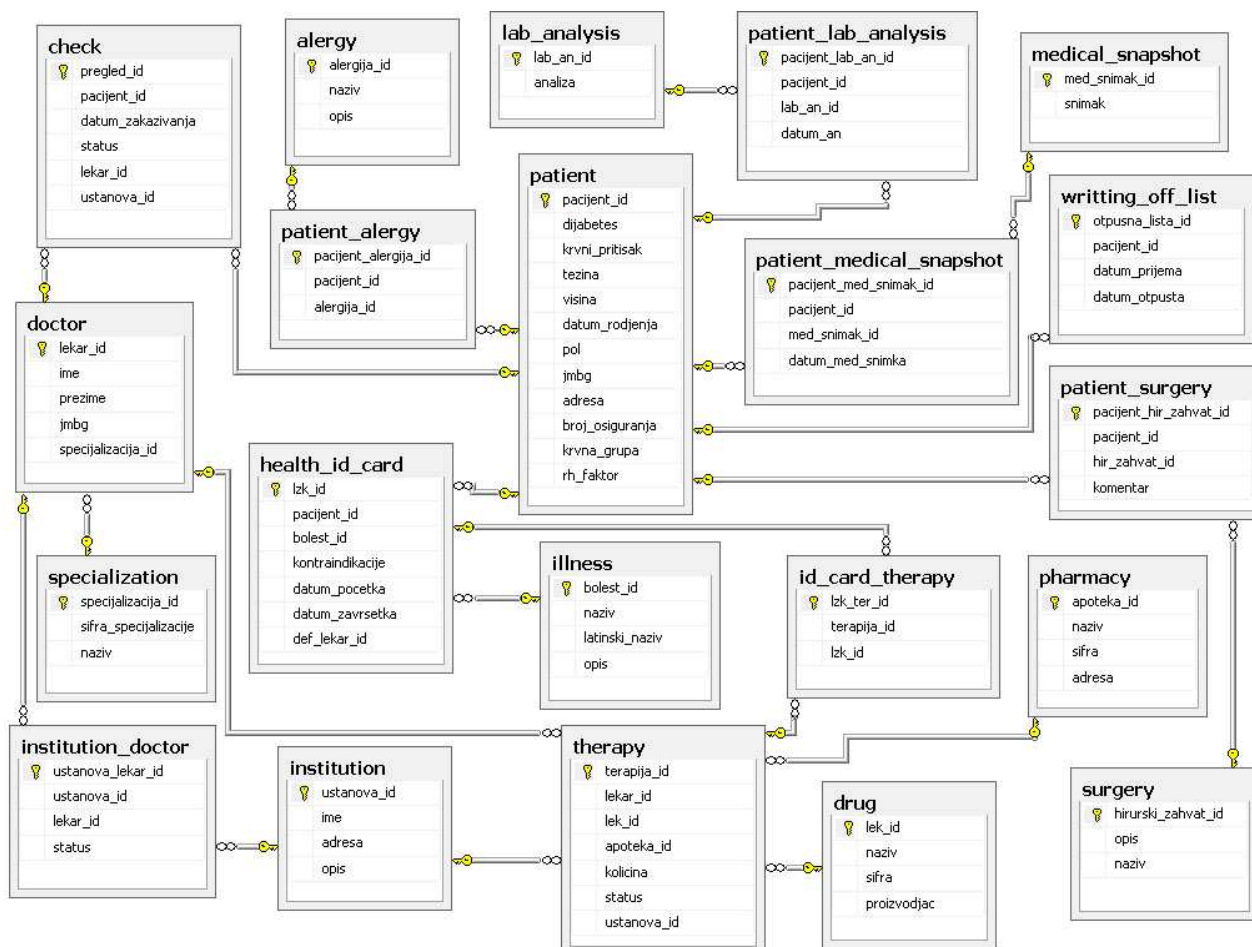 check
pregled_id
pacijent_id
datum_zakazivanja
status
lekar_id
ustanova_id
alergy
alergija_id
naziv
opis
lab_analysis
lab_an_id
analiza
patient_lab_analysis
pacijent_lab_an_id
pacijent_id
lab_an_id
datum_an
medical_snapshot
med_snimak_id
snimak
patient_alergy
pacijent_alergija_id
pacijent_id
alergija_id
patient
pacijent_id
dijabetes
krvni_pritisak
tezina
visina
datum_rodjenja
pol
jmbg
adresa
broj_osiguranja
krvna_grupa
rh_faktor
patient_medical_snapshot
pacijent_med_snimak_id
pacijent_id
med_snimak_id
datum_med_snimka
writting_off_list
otpusna_lista_id
pacijent_id
datum_prijema
datum_otpusta
doctor
lekar_id
ime
prezime
jmbg
specijalizacija_id
patient_surgery
pacijent_hir_zahvat_id
pacijent_id
hir_zahvat_id
komentar
health_id_card
lzk_id
pacijent_id
bolest_id
kontraindikacije
datum_pocetka
datum_zavrsetka
def_lekar_id
specialization
specijalizacija_id
sifra_specijalizacije
naziv
illness
bolest_id
naziv
latinski_naziv
opis
id_card_therapy
lzk_ter_id
terapija_id
lzk_id
pharmacy
apoteka_id
naziv
sifra
adresa
institution_doctor
ustanova_lekar_id
ustanova_id
lekar_id
status
institution
ustanova_id
ime
adresa
opis
therapy
terapija_id
lekar_id
lek_id
apoteka_id
kolicina
status
ustanova_id
drug
lek_id
naziv
sifra
proizvodjac
surgery
hirurski_zahvat_id
opis
naziv